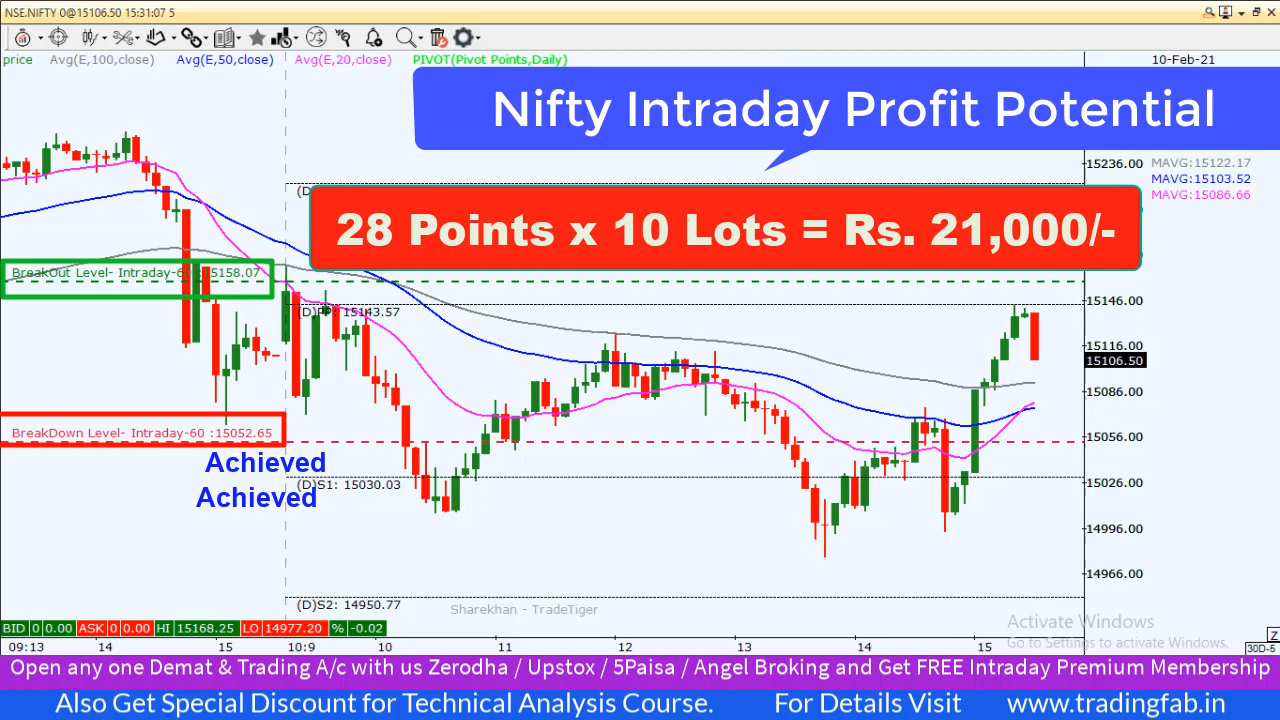 NSE.NIFTY 0@15106.50 15:31:07 5
price Avg(E,100,close) Avg(E,50,close) Avg(E,20,close) PIVOT(Pivot Points,Daily)
10-Feb-21
Nifty Intraday Profit Potential
15236.00
MAVG:15122.17
MAVG:15103.52
MAVG:15086.66
28 Points x 10 Lots = Rs. 21,000/-
BreakOut Level- Intraday-60 :15158.07
(D)PP: 15143.57
15146.00
15116.00
15106.50
15086.00
15056.00
BreakDown Level- Intraday-60 :15052.65
Achieved
(D)S1: 15030.03
Achieved
15026.00
14996.00
14966.00
(D)S2: 14950.77
Sharekhan - TradeTiger
Activate Windows
Go to Settings to activate Windows.
BID 0 0.00 ASK 0 0.00 HI 15168.25 LO 14977.20 % -0.02
Z
09:13 14 15 10:9 10 12 13 14 15 30D-5
Open any one Demat & Trading A/c with us Zerodha / Upstox / 5Paisa / Angel Broking and Get FREE Intraday Premium Membership
Also Get Special Discount for Technical Analysis Course. For Details Visit www.tradingfab.in